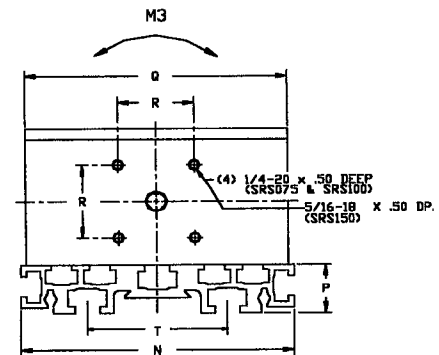 M3
Q
R
R
(4) 1/4-20 x .50 DEEP
(SRS075 & SRS100)
5/16-18 X .50 DP.
(SRS150)
P
T
N